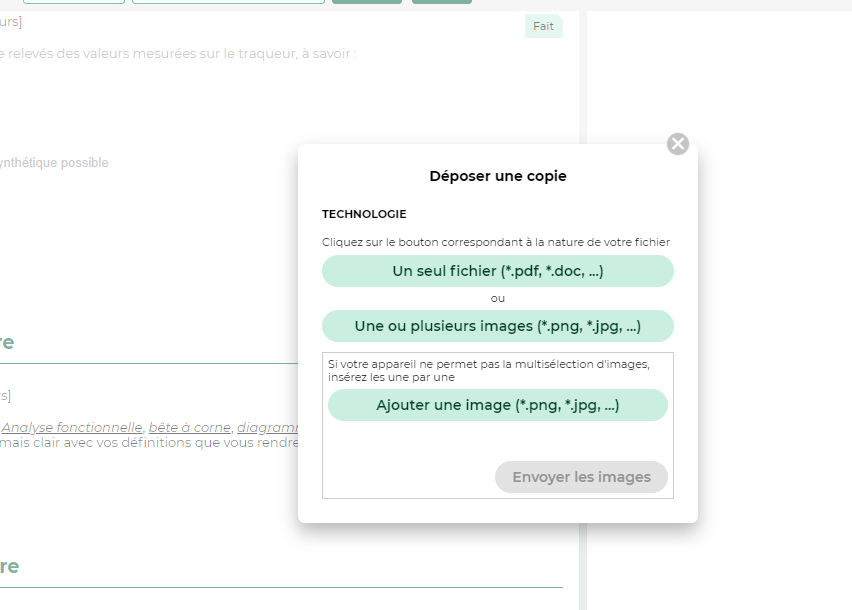 urs]
Fait
e relevés des valeurs mesurées sur le traqueur, à savoir :
ynthétique possible
Déposer une copie
TECHNOLOGIE
Cliquez sur le bouton correspondant à la nature de votre fichier
Un seul fichier (*.pdf, *.doc, ...)
ou
Une ou plusieurs images (*.png, *.jpg, ...)
Si votre appareil ne permet pas la multisélection d'images,
insérez les une par une
Ajouter une image (*.png, *.jpg, ...)
Envoyer les images
re
s]
Analyse fonctionnelle, bête à corne, diagramm
mais clair avec vos définitions que vous rendre
re